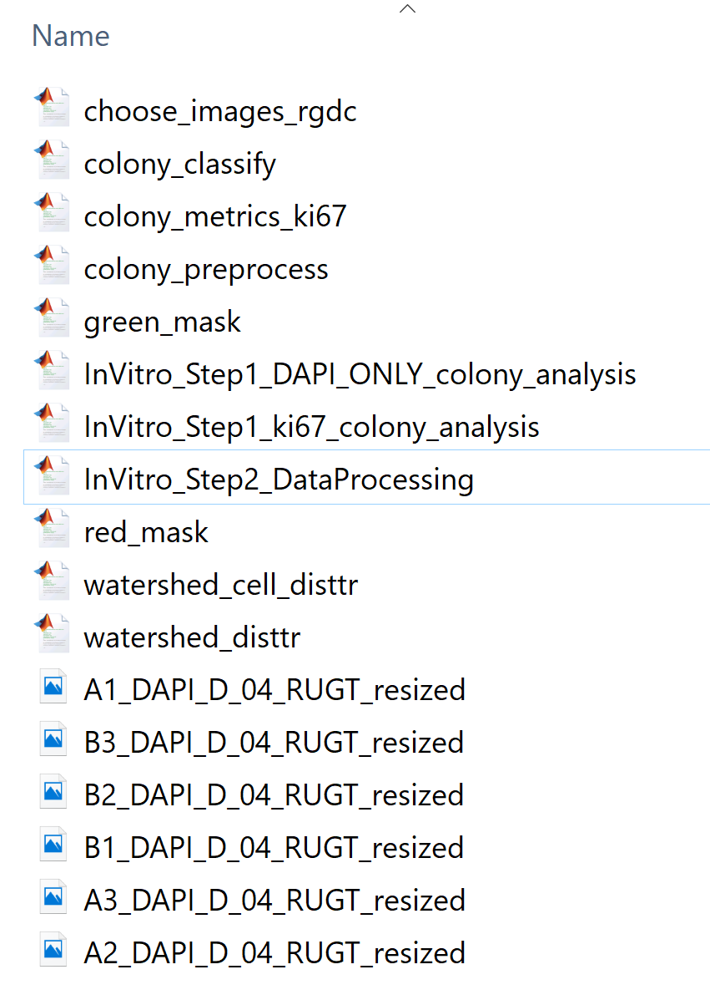 Name
choose_images_rgdc
colony_classify
colony_metrics_ki67
colony_preprocess
green_mask
InVitro_Step1_DAPI_ONLY_colony_analysis
InVitro_Step1_ki67_colony_analysis
InVitro_Step2_DataProcessing
red_mask
watershed_cell_disttr
watershed_disttr
A1_DAPI_D_04_RUGT_resized
B3_DAPI_D_04_RUGT_resized
B2_DAPI_D_04_RUGT_resized
B1_DAPI_D_04_RUGT_resized
A3_DAPI_D_04_RUGT_resized
A2_DAPI_D_04_RUGT_resized